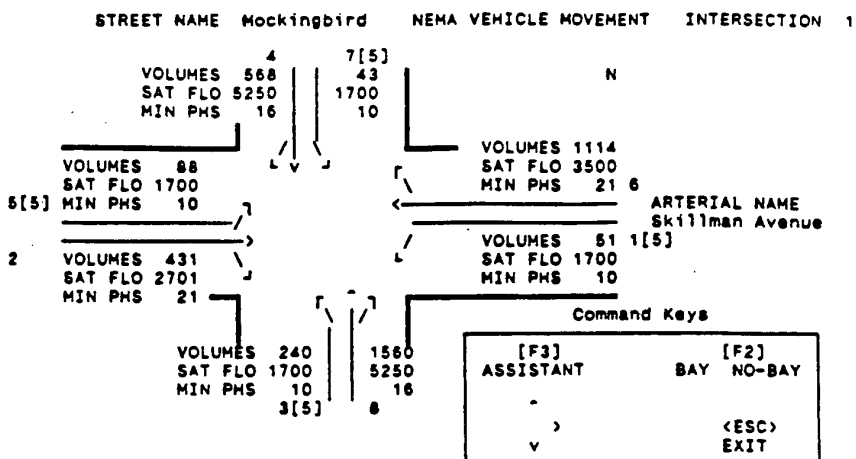 STREET NAME Mockingbird NEMA VEHICLE MOVEMENT INTERSECTION 1
4 7[5]
VOLUMES 568 43 N
SAT FLO 5250 1700
MIN PHS 16 10
VOLUMES 1114
VOLUMES 88 SAT FLO 3500
SAT FLO 1700 MIN PHS 21 6
5[5] MIN PHS 10 ARTERIAL NAME
Skillman Avenue
VOLUMES 51 1[5]
2 VOLUMES 431 SAT FLO 1700
SAT FLO 2701 MIN PHS 10
MIN PHS 21
Command Keys
VOLUMES 240 1560 [F3] [F2]
SAT FLO 1700 5250 ASSISTANT BAY NO-BAY
MIN PHS 10 16
3[5] 8 > <ESC>
v EXIT